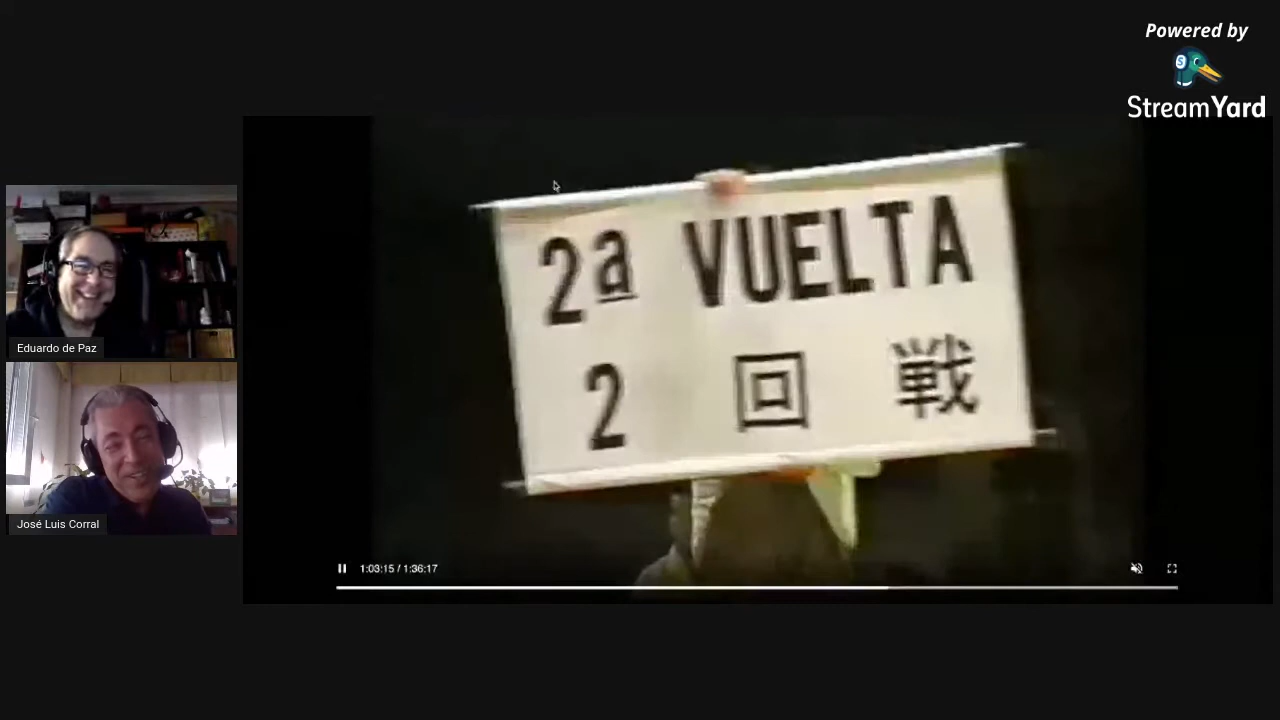 Powered by
StreamYard
Eduardo de Paz
José Luis Corral
2ª VUELTA
2 回 戦
1:03:15 / 1:36:17